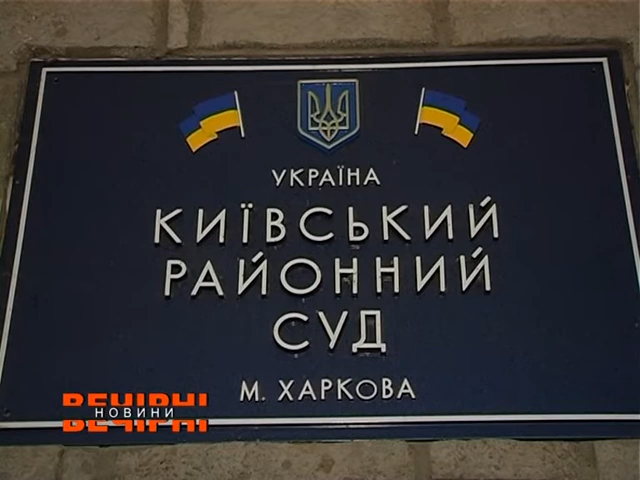 УКРАЇНА
КИЇВСЬКИЙ
РАЙОННИЙ
СУД
М. ХАРКОВА
ВЕЧІРНІ
НОВИНИ